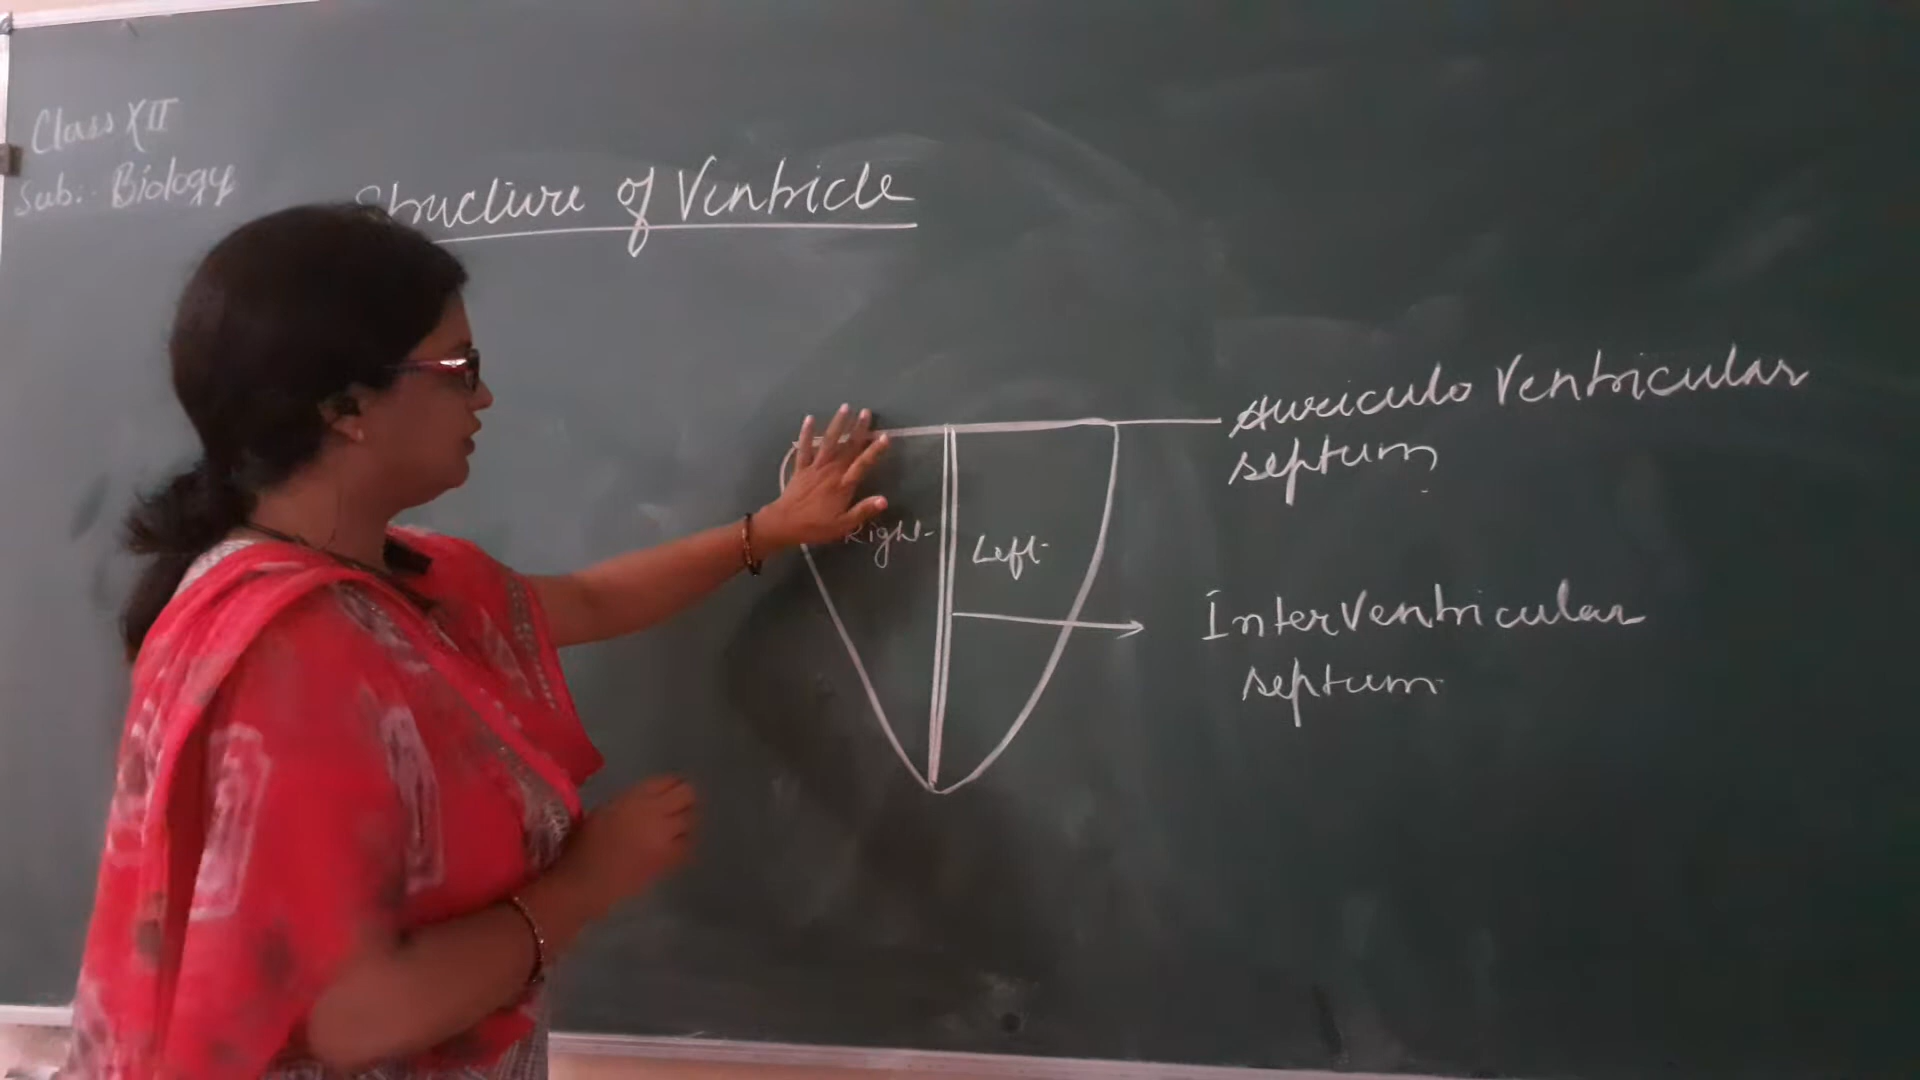 Class XII
Sub:- Biology
Structure of Ventricle
Auriculo Ventricular
septum
Right
Left
InterVentricular
septum